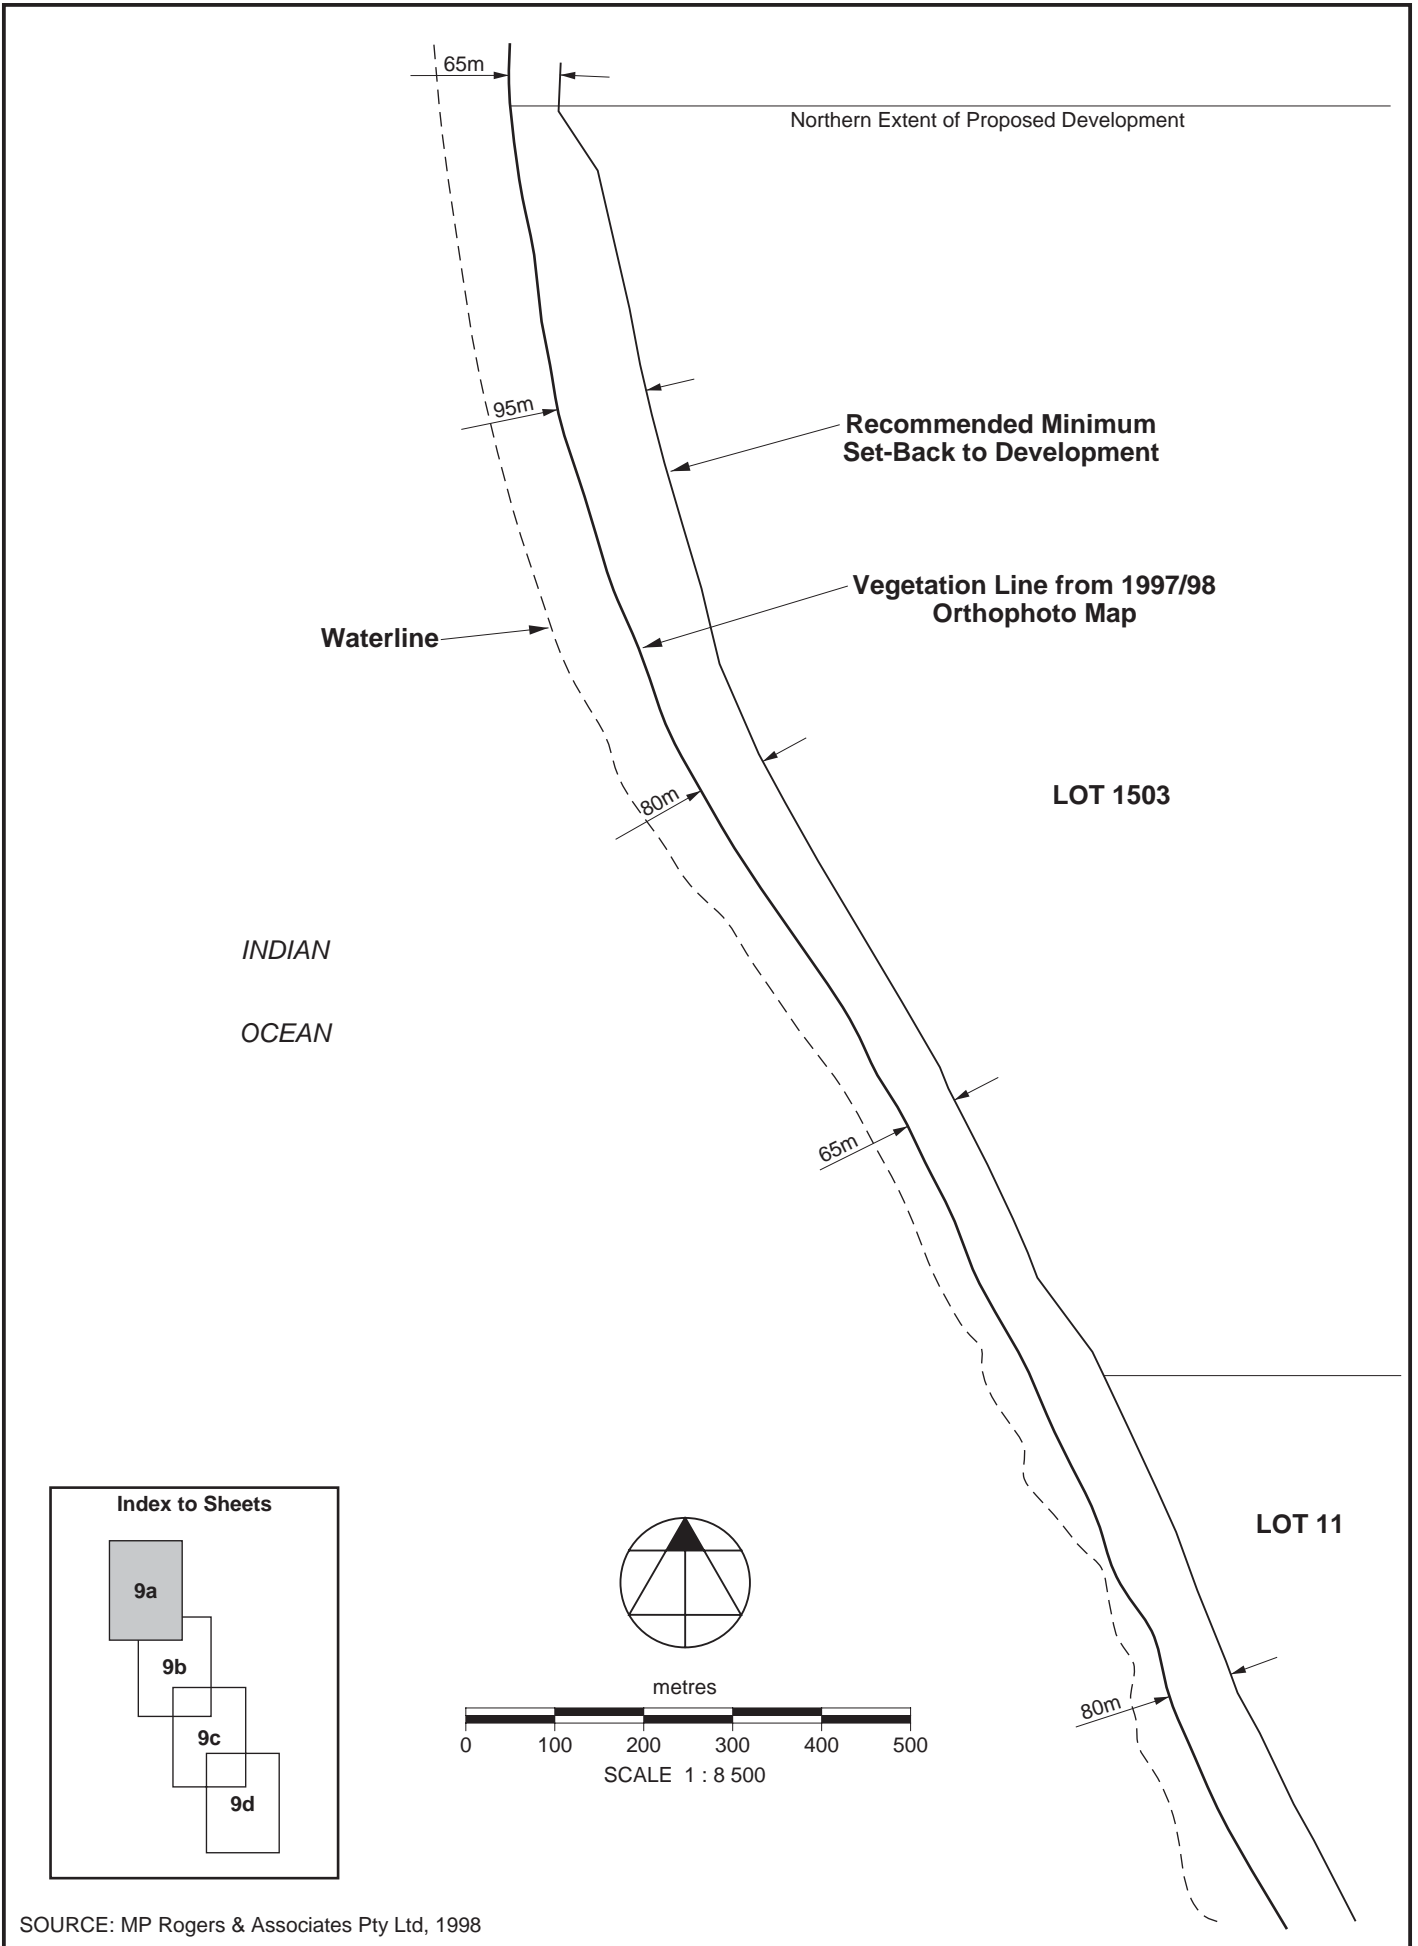 65m
Northern Extent of Proposed Development
95m
Recommended Minimum
Set-Back to Development
Vegetation Line from 1997/98
Orthophoto Map
Waterline
80m
LOT 1503
INDIAN
OCEAN
65m
LOT 11
Index to Sheets
9a
9b
9c
9d
metres
0 100 200 300 400 500
SCALE 1 : 8 500
80m
SOURCE: MP Rogers & Associates Pty Ltd, 1998